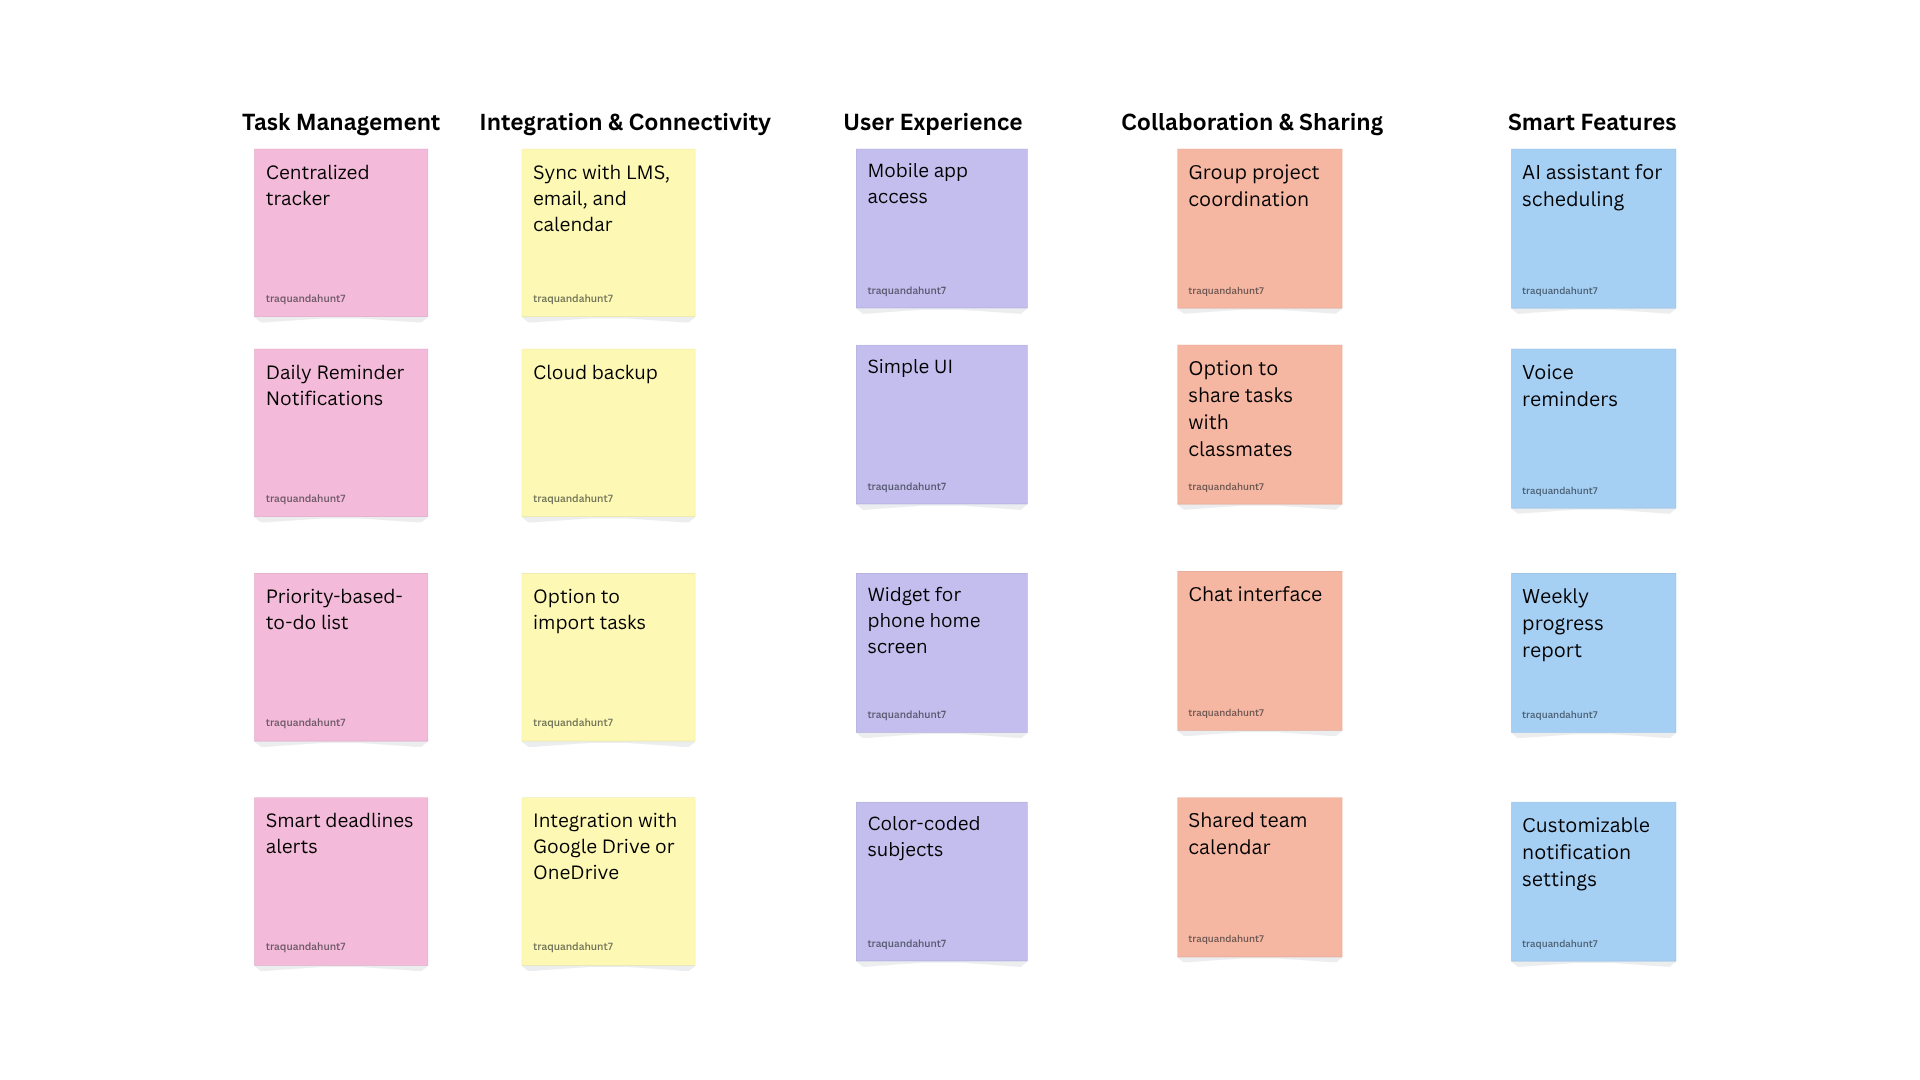 Task Management
Centralized
tracker
traquandahunt7
Daily Reminder
Notifications
traquandahunt7
Priority-based-
to-do list
traquandahunt7
Smart deadlines
alerts
traquandahunt7
Integration & Connectivity
Sync with LMS,
email, and
calendar
traquandahunt7
Cloud backup
traquandahunt7
Option to
import tasks
traquandahunt7
Integration with
Google Drive or
OneDrive
traquandahunt7
User Experience
Mobile app
access
traquandahunt7
Simple UI
traquandahunt7
Widget for
phone home
screen
traquandahunt7
Color-coded
subjects
traquandahunt7
Collaboration & Sharing
Group project
coordination
traquandahunt7
Option to
share tasks
with
classmates
traquandahunt7
Chat interface
traquandahunt7
Shared team
calendar
traquandahunt7
Smart Features
AI assistant for
scheduling
traquandahunt7
Voice
reminders
traquandahunt7
Weekly
progress
report
traquandahunt7
Customizable
notification
settings
traquandahunt7